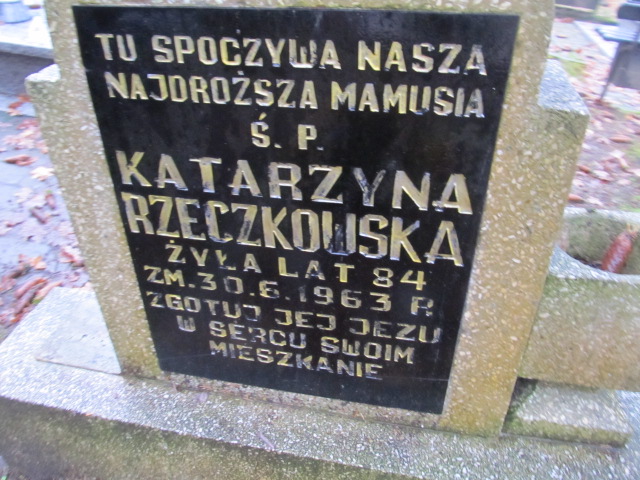 TU SPOCZYWA NASZA
NAJDROŻSZA MAMUSIA
Ś. P.
KATARZYNA
RZECZKOWSKA
ŻYŁA LAT 84
ZM. 30.6.1963 R
ZGOTUJ JEJ JEZU
W SERCU SWOIM
MIESZKANIE